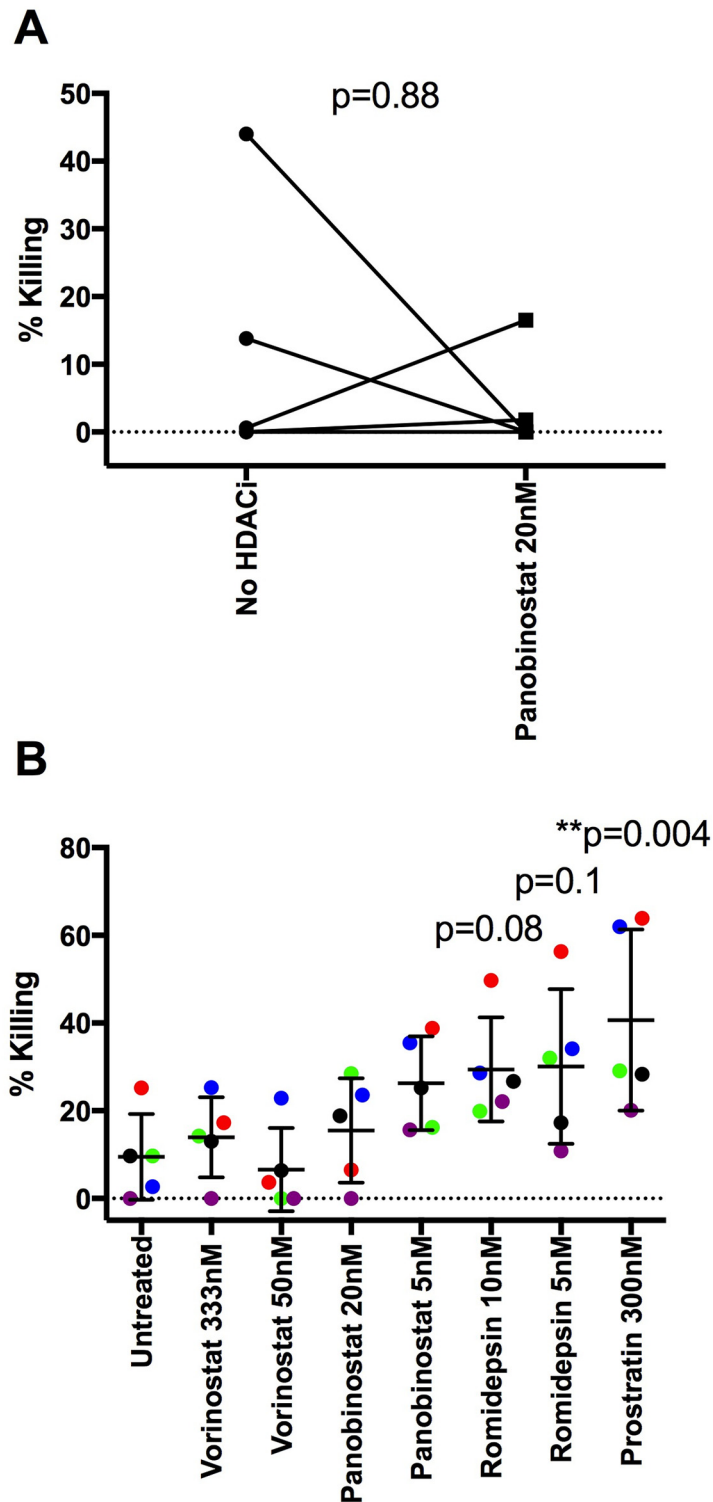 A
p=0.88
50
40
30
20
10
0
% Killing
No HDACi
Panobinostat 20nM
B
**p=0.004
p=0.1
p=0.08
80
60
40
20
0
% Killing
Untreated
Vorinostat 333nM
Vorinostat 50nM
Panobinostat 20nM
Panobinostat 5nM
Romidepsin 10nM
Romidepsin 5nM
Prostratin 300nM